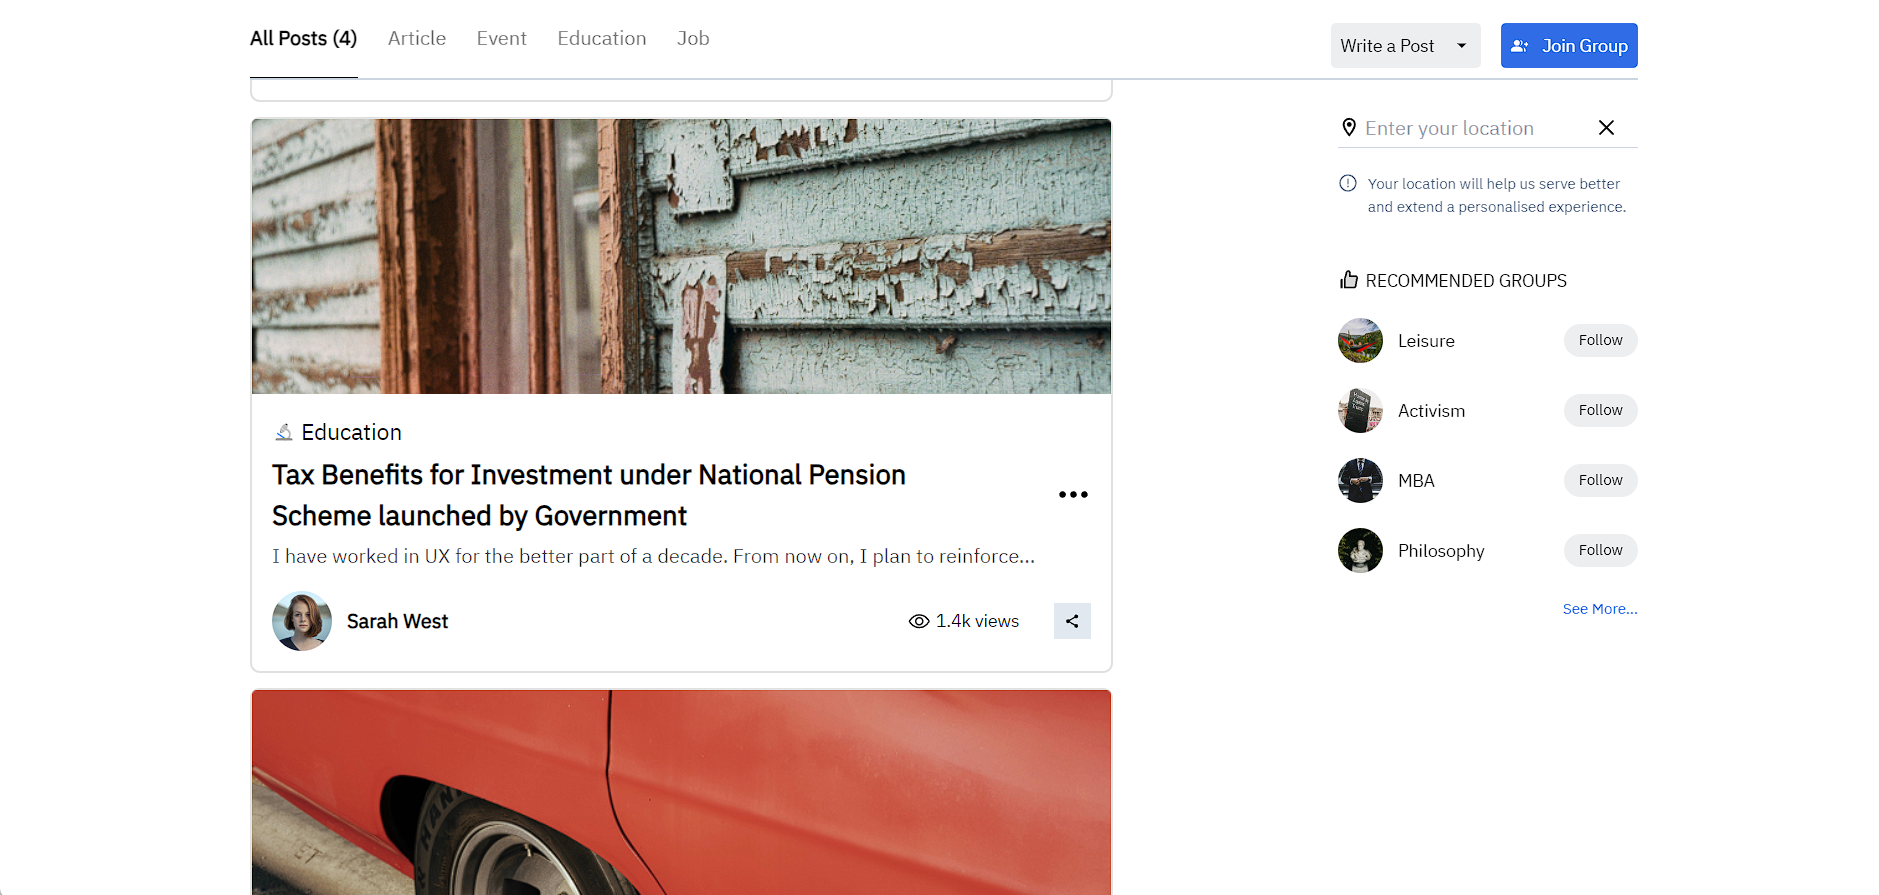 All Posts (4) Article Event Education Job
Write a Post
Join Group
Education
Tax Benefits for Investment under National Pension
Scheme launched by Government
I have worked in UX for the better part of a decade. From now on, I plan to reinforce...
Sarah West
1.4k views
Enter your location
Your location will help us serve better
and extend a personalised experience.
RECOMMENDED GROUPS
Leisure Follow
Activism Follow
MBA Follow
Philosophy Follow
See More...